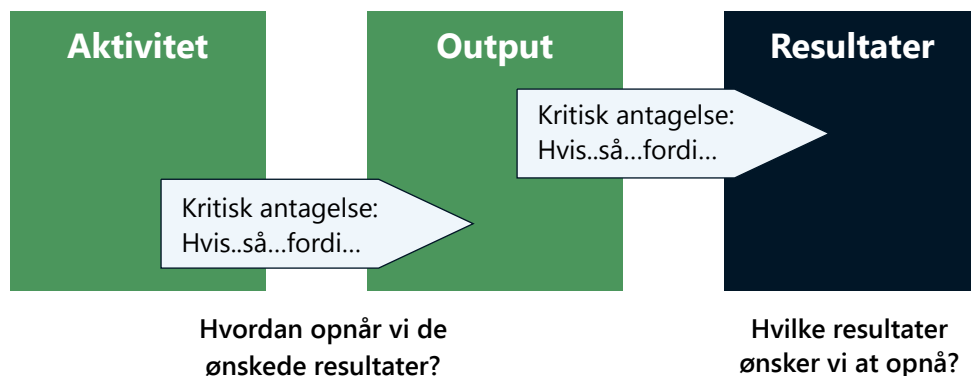 Aktivitet
Output
Resultater
Kritisk antagelse:
Hvis..så...fordi...
Kritisk antagelse:
Hvis..så...fordi...
Hvordan opnår vi de
ønskede resultater?
Hvilke resultater
ønsker vi at opnå?